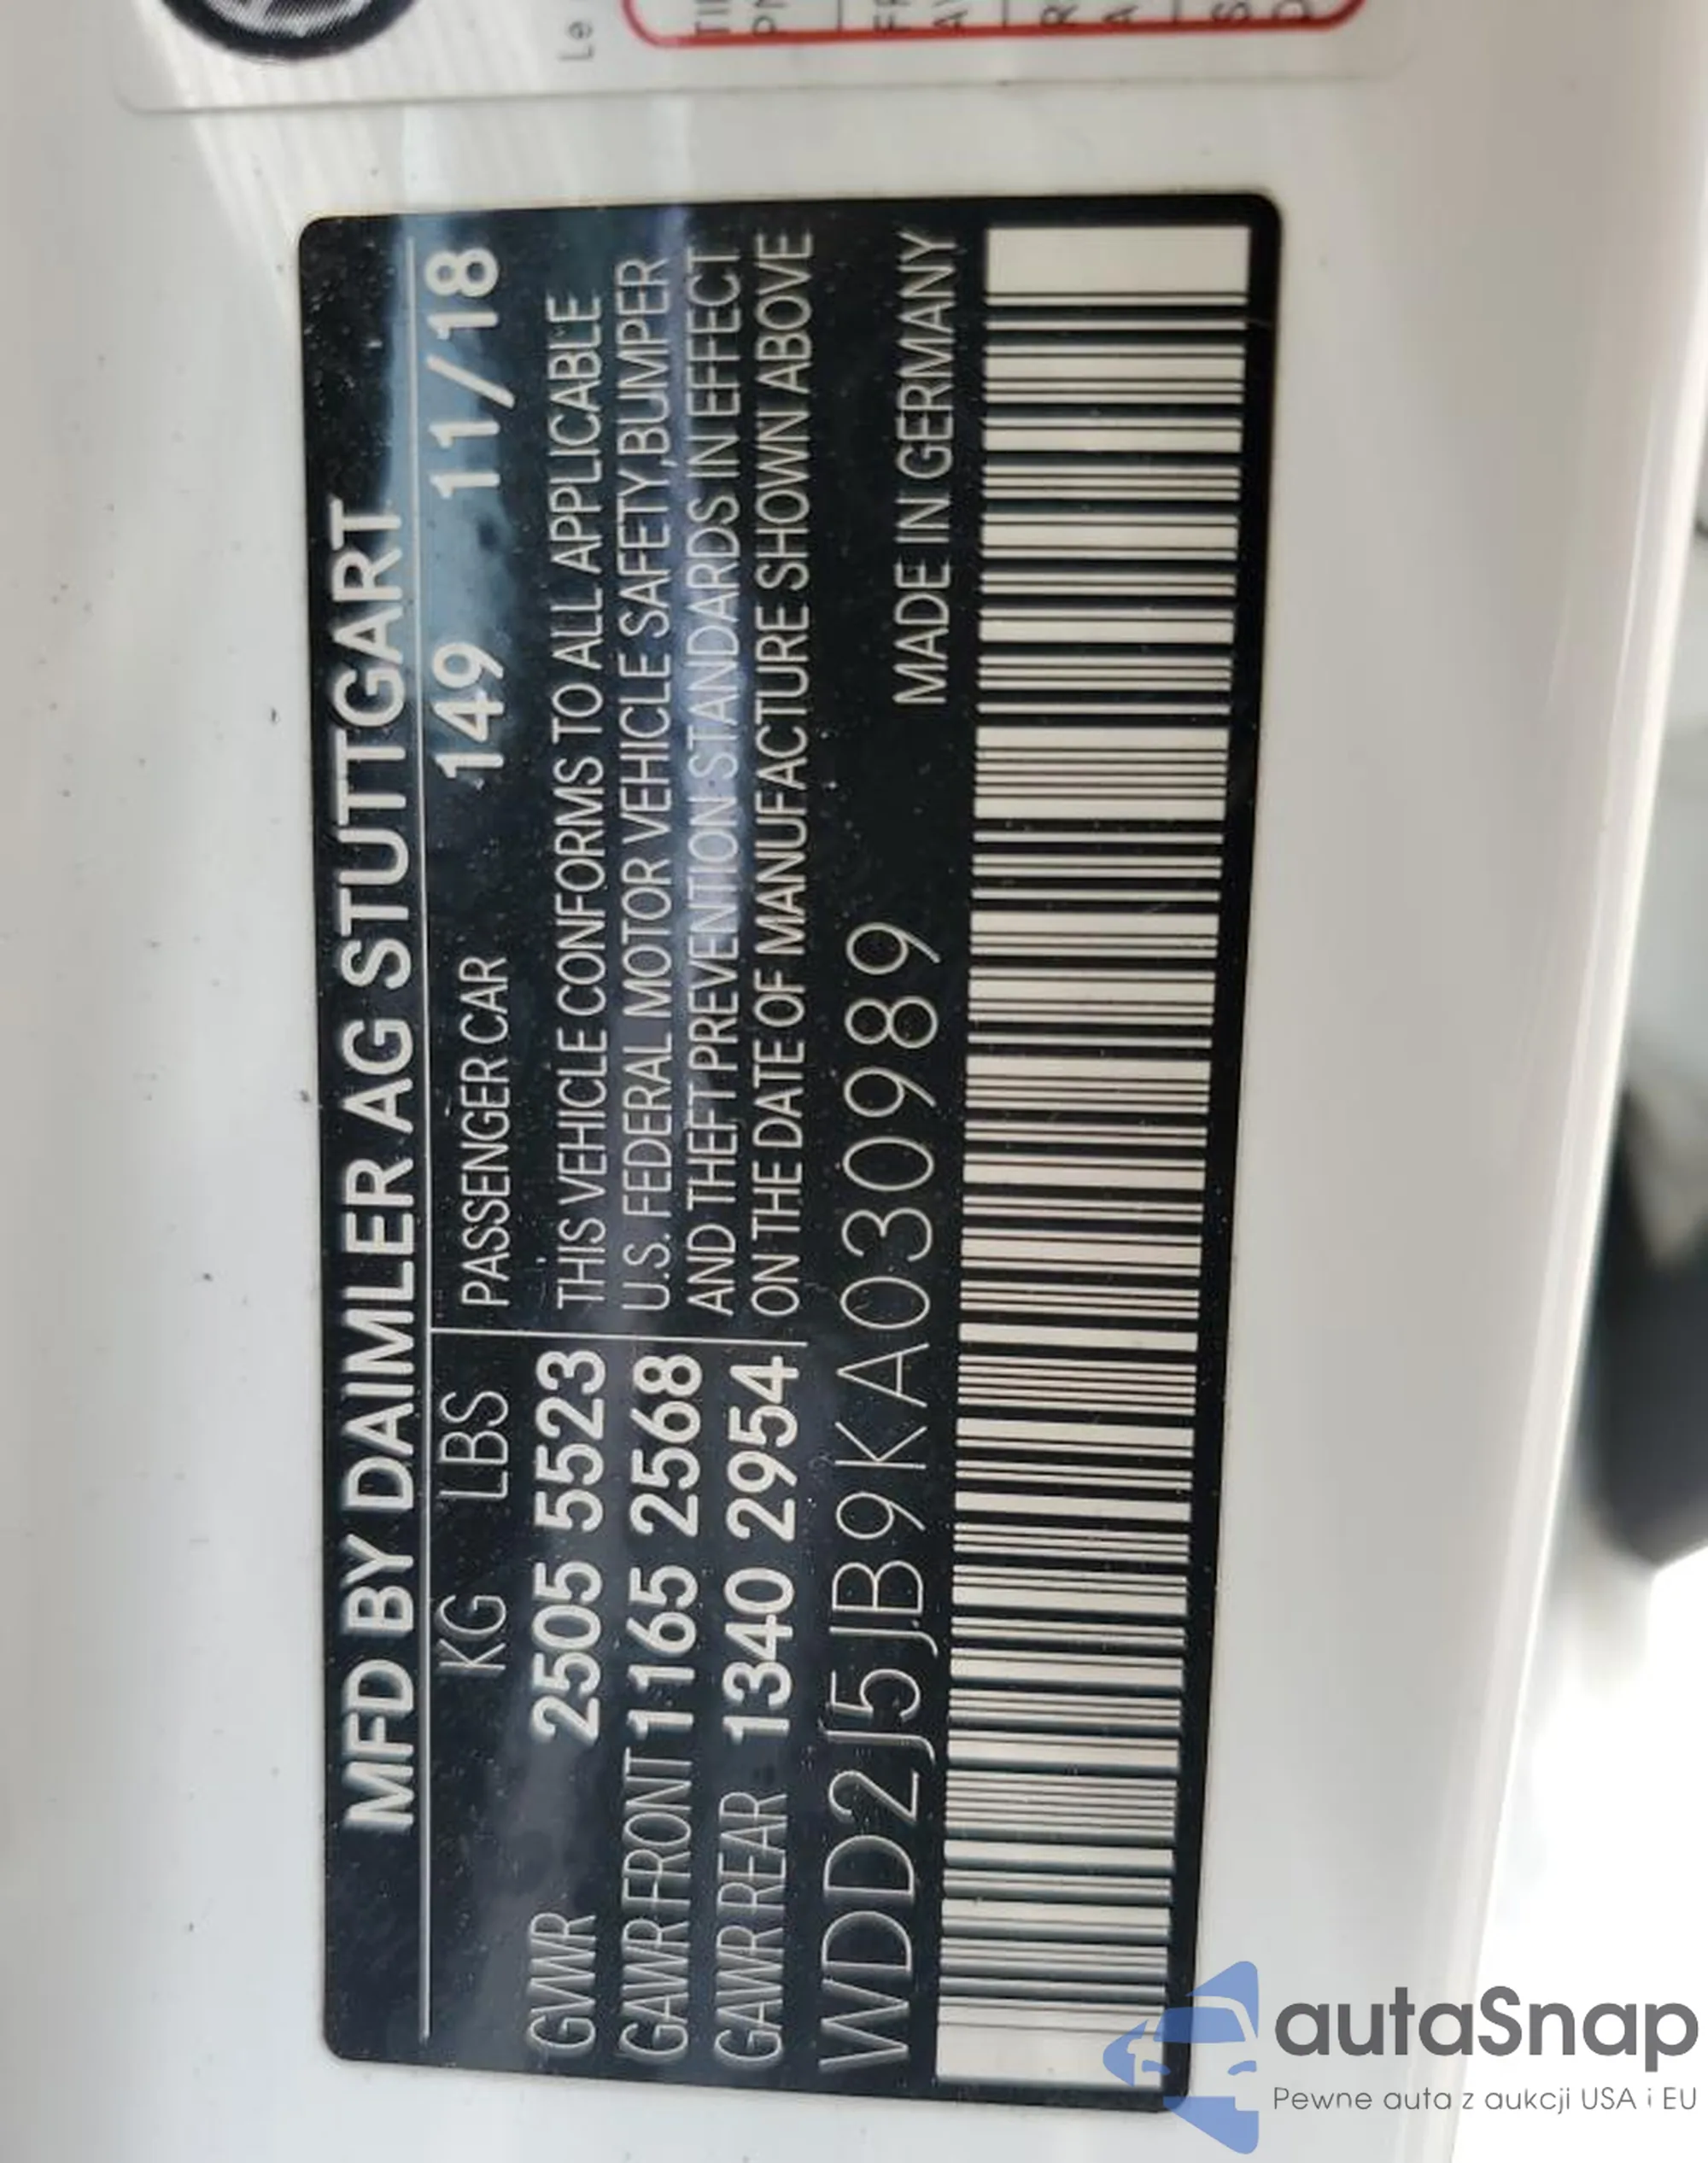 Le
MFD BY DAIMLER AG STUTTGART
KG LBS PASSENGER CAR 149 11/18
GVWR 2505 5523 THIS VEHICLE CONFORMS TO ALL APPLICABLE
GAWR FRONT 1165 2568 U.S. FEDERAL MOTOR VEHICLE SAFETY,BUMPER
AND THEFT PREVENTION STANDARDS IN EFFECT
GAWR REAR 1340 2954 ON THE DATE OF MANUFACTURE SHOWN ABOVE
WDD2J5JB9KA030989 MADE IN GERMANY
autaSnap
Pewne auta z aukcji USA i EU